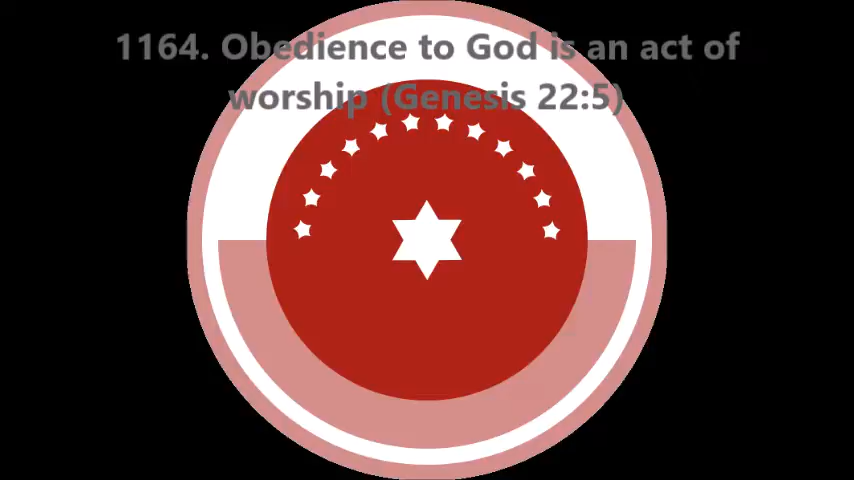 1164. Obedience to God is an act of
worship (Genesis 22:5)